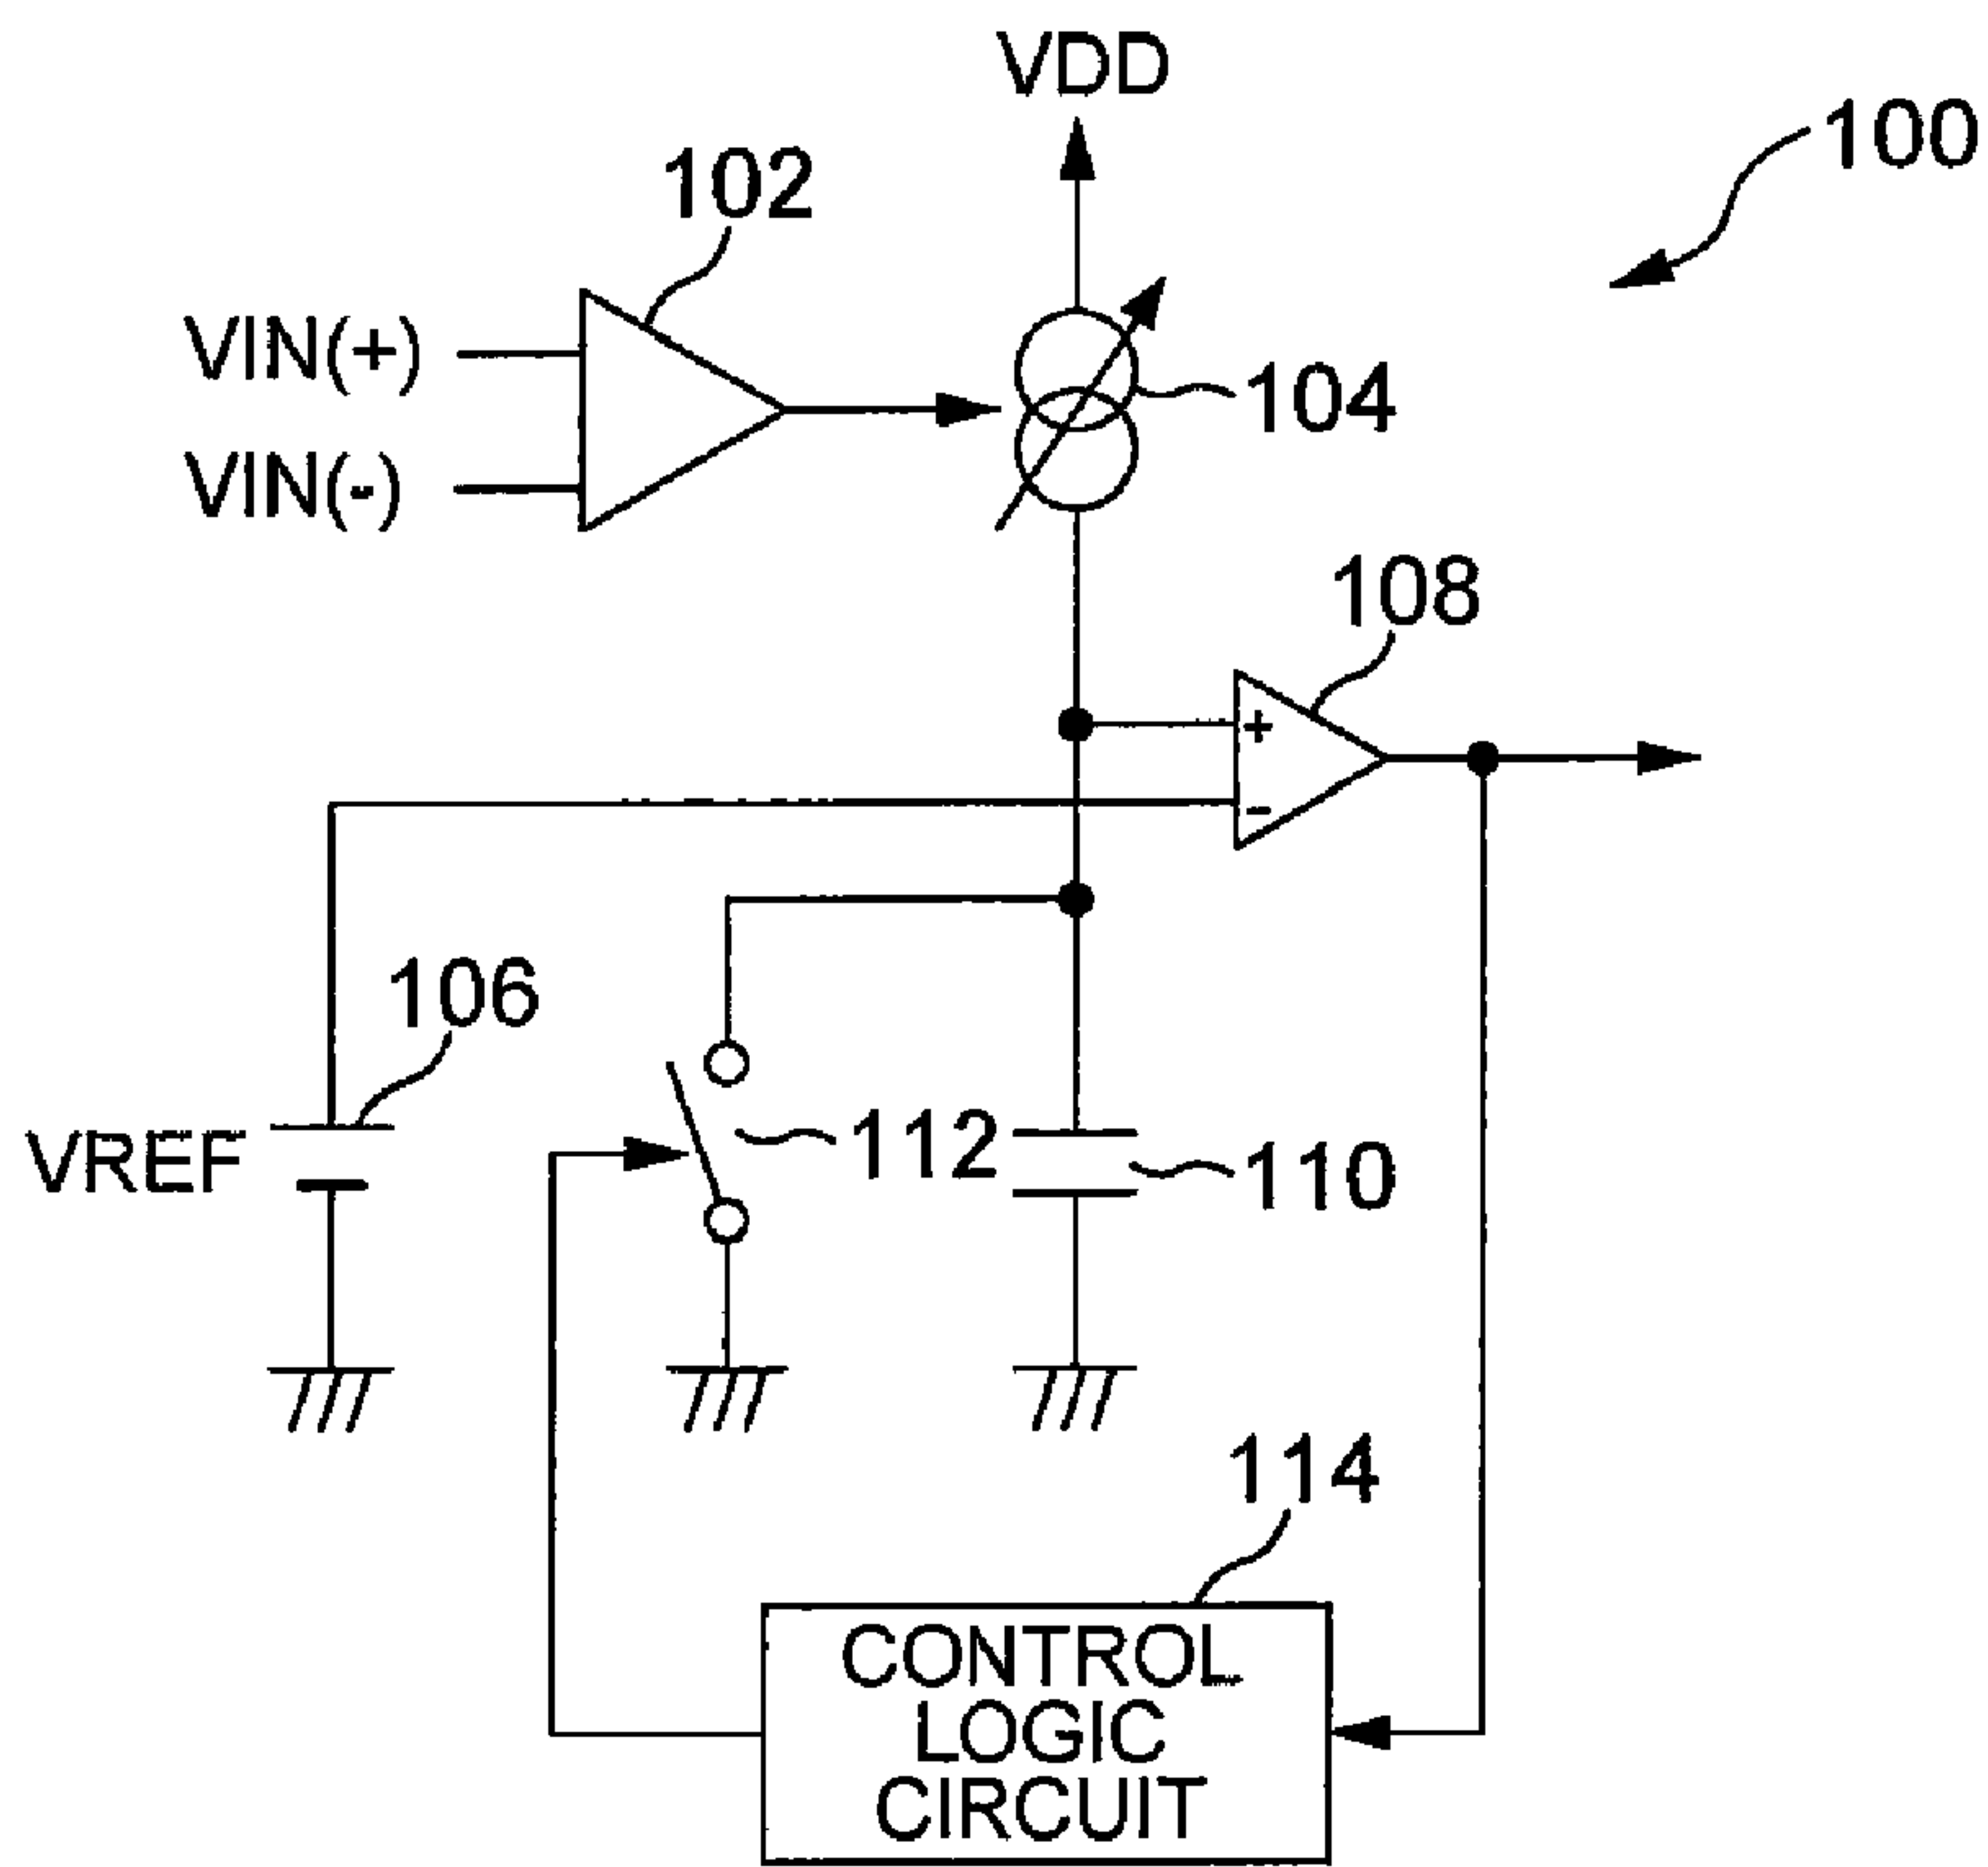 VDD
100
102
VIN(+)
104
VIN(-)
108
+
-
106
VREF
112
110
114
CONTROL
LOGIC
CIRCUIT